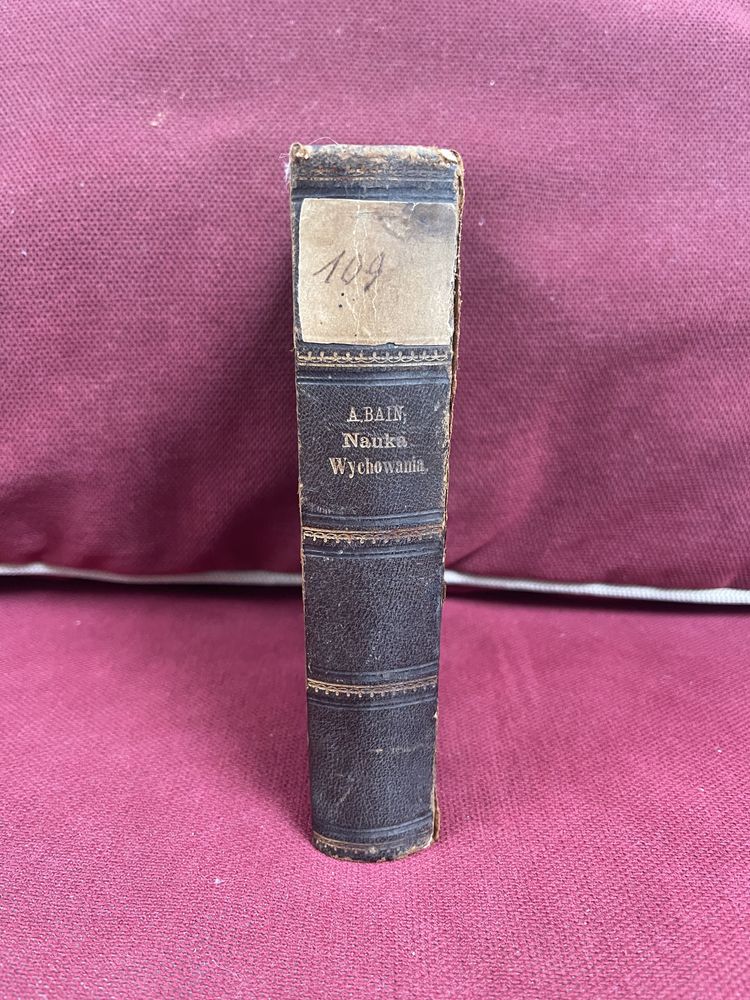 109
A. BAIN,
Nauka
Wychowania.